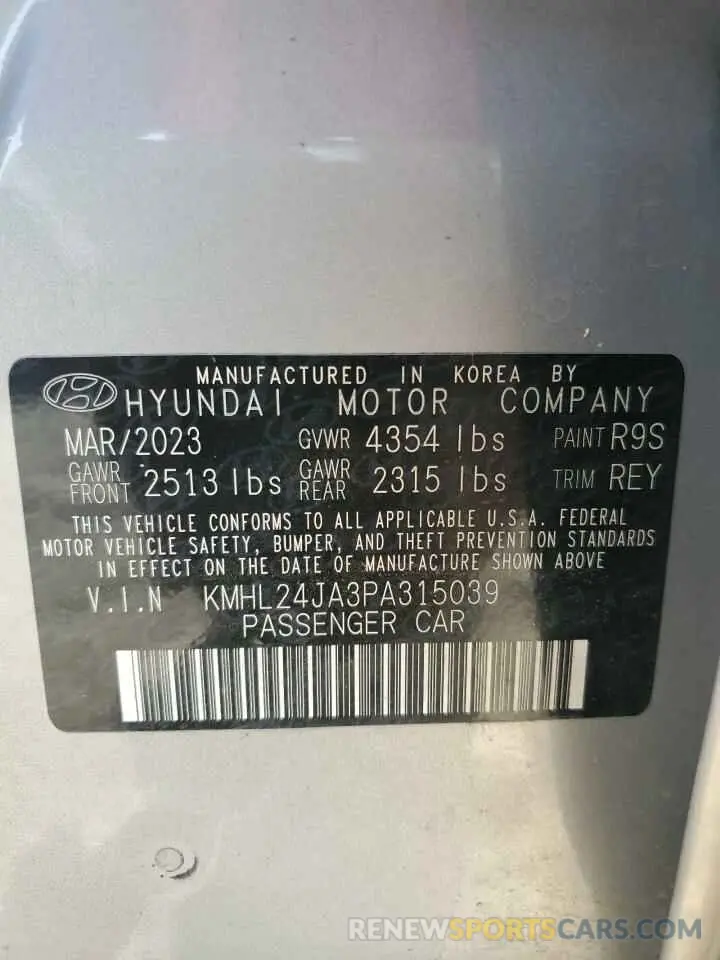 MANUFACTURED IN KOREA BY
HYUNDAI MOTOR COMPANY
MAR/2023 GVWR 4354 lbs PAINT R9S
GAWR FRONT 2513 lbs GAWR REAR 2315 lbs TRIM REY
THIS VEHICLE CONFORMS TO ALL APPLICABLE U.S.A. FEDERAL
MOTOR VEHICLE SAFETY, BUMPER, AND THEFT PREVENTION STANDARDS
IN EFFECT ON THE DATE OF MANUFACTURE SHOWN ABOVE
V.I.N KMHL24JA3PA315039
PASSENGER CAR
RENEWSPORTSCARS.COM